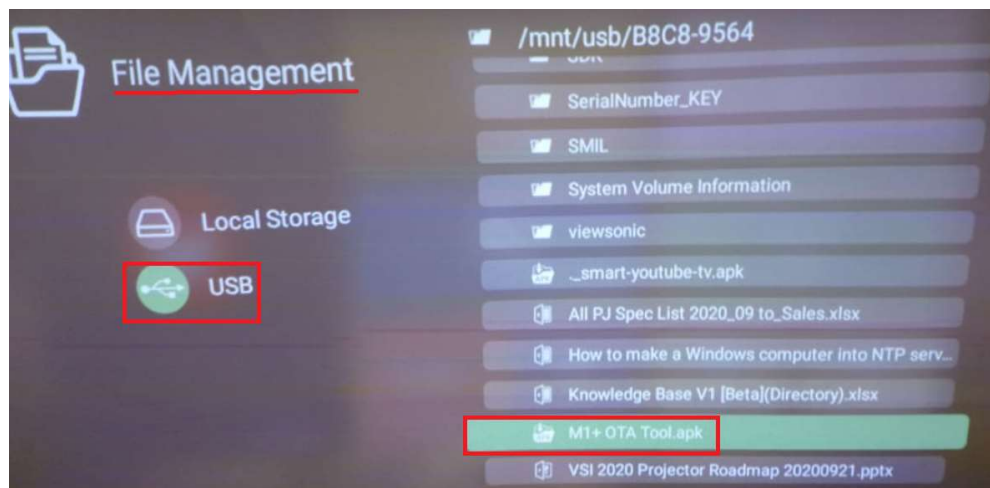 File Management
Local Storage
USB
/mnt/usb/B8C8-9564
SDR
SerialNumber_KEY
SMIL
System Volume Information
viewsonic
._smart-youtube-tv.apk
All PJ Spec List 2020_09 to_Sales.xlsx
How to make a Windows computer into NTP serv...
Knowledge Base V1 [Beta](Directory).xlsx
M1+ OTA Tool.apk
VSI 2020 Projector Roadmap 20200921.pptx